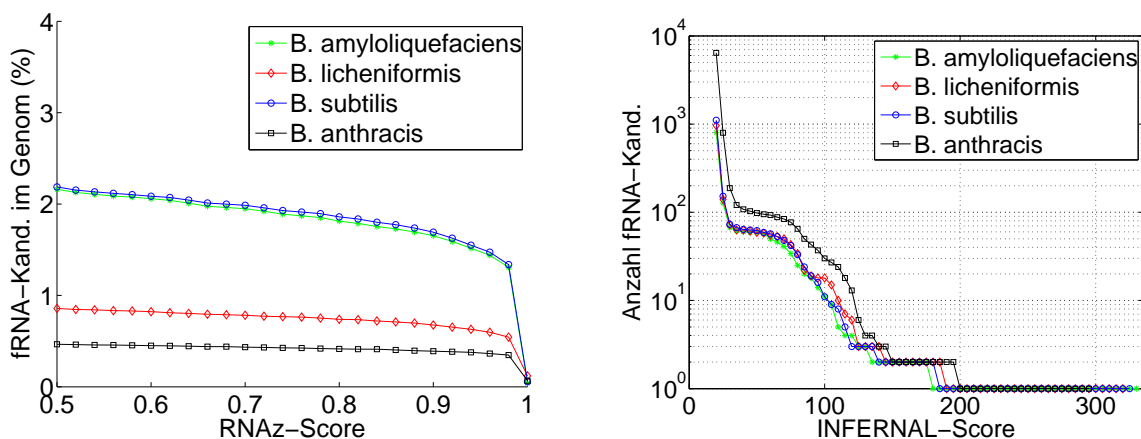 fRNA−Kand. im Genom (%)
4
3
2
1
0
0.5
0.6
0.7
0.8
0.9
1
RNAz−Score
B. amyloliquefaciens
B. licheniformis
B. subtilis
B. anthracis
Anzahl fRNA−Kand.
10^4
10^3
10^2
10^1
10^0
0
100
200
300
INFERNAL−Score
B. amyloliquefaciens
B. licheniformis
B. subtilis
B. anthracis